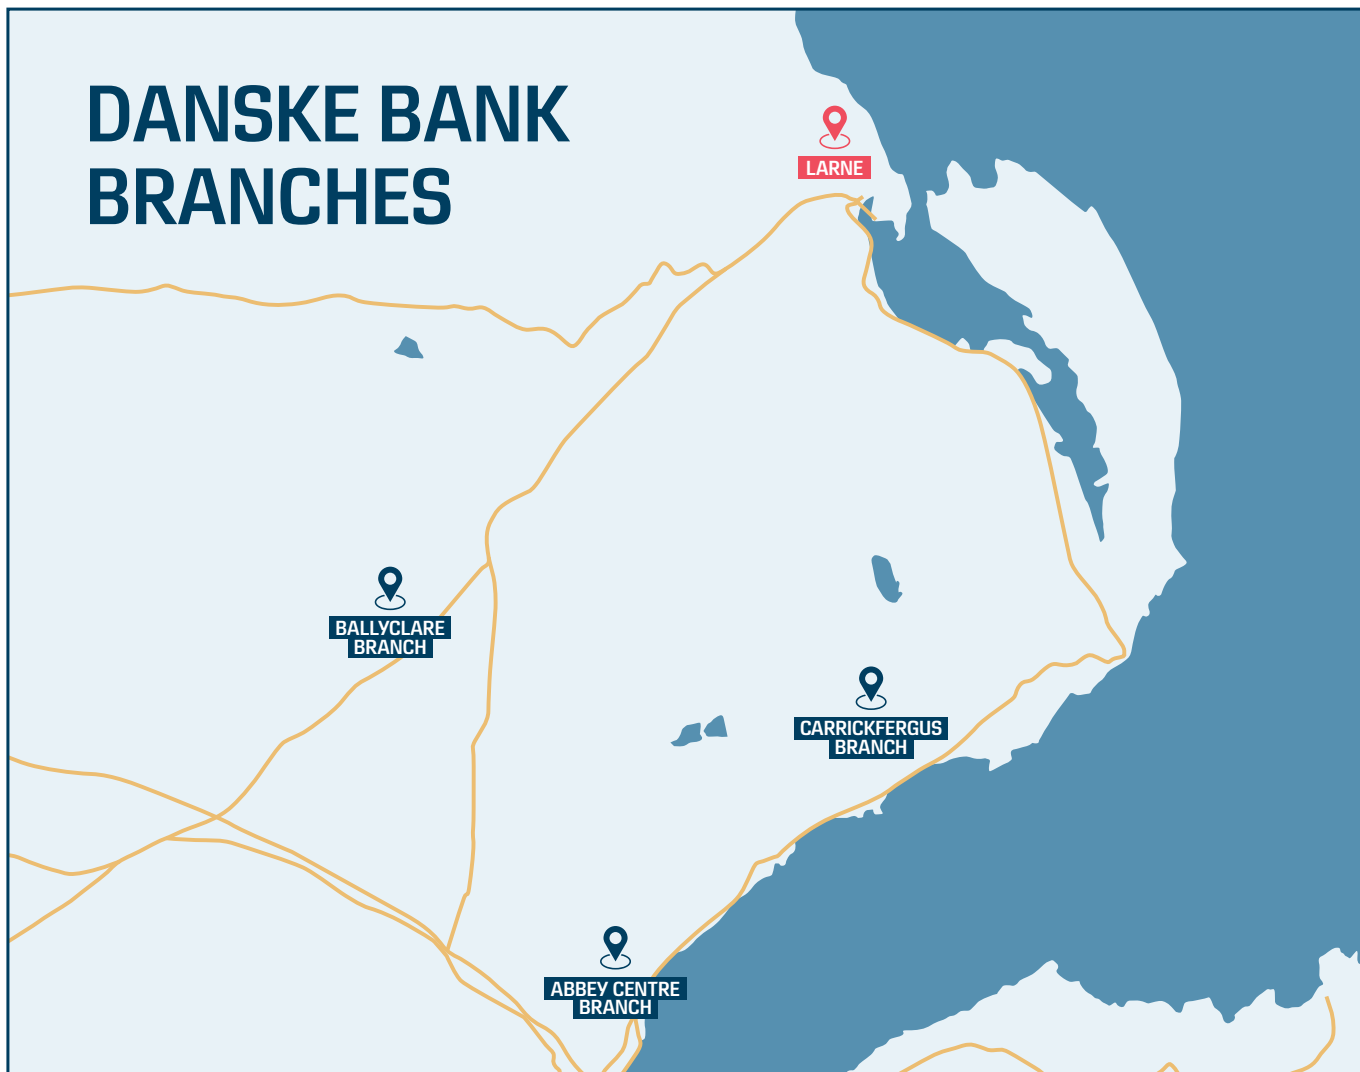 DANSKE BANK
BRANCHES
LARNE
BALLYCLARE
BRANCH
CARRICKFERGUS
BRANCH
ABBEY CENTRE
BRANCH